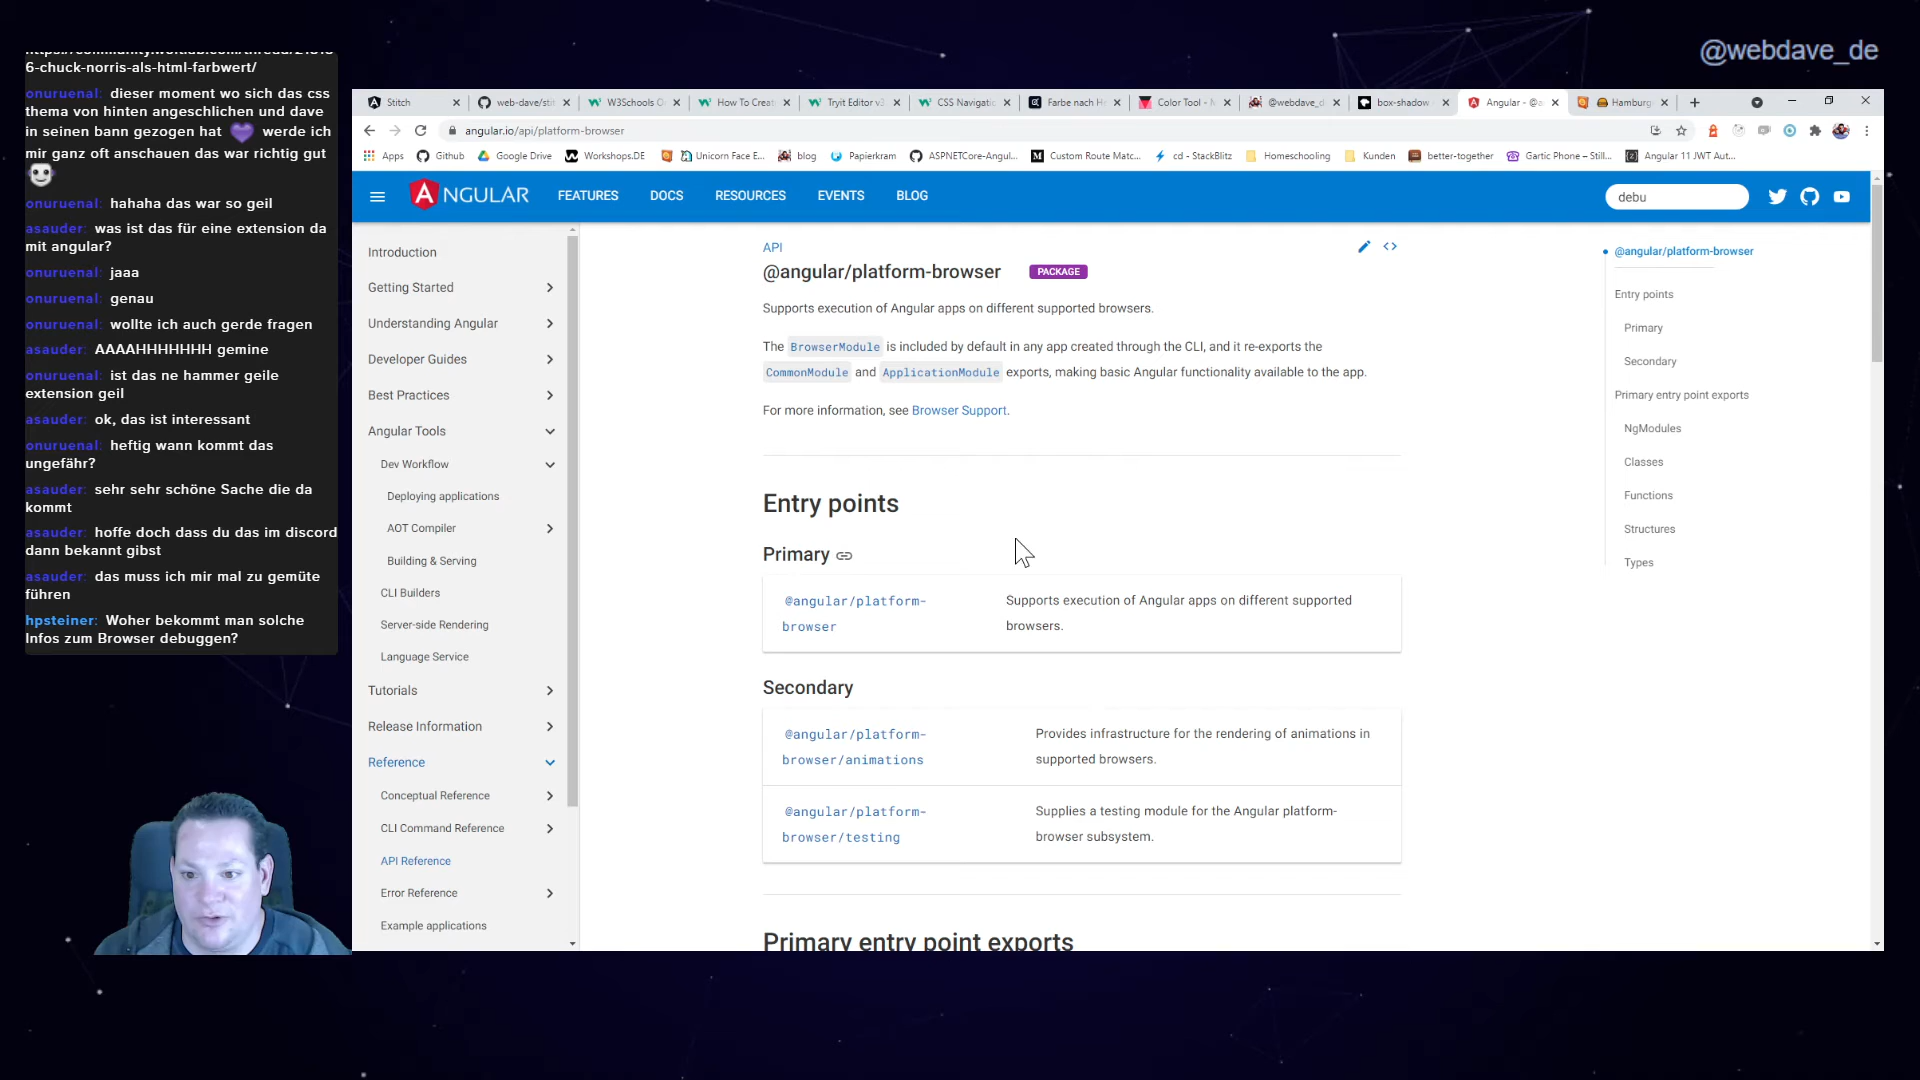 @webdave_de
6-chuck-norris-als-html-farbwert/
onuruenal: dieser moment wo sich das css
thema von hinten angeschlichen und dave
in seinen bann gezogen hat werde ich
mir ganz oft anschauen das war richtig gut
onuruenal: hahaha das war so geil
asauder: was ist das für eine extension da
mit angular?
onuruenal: jaaa
onuruenal: genau
onuruenal: wollte ich auch gerde fragen
asauder: AAAAHHHHHHH gemine
onuruenal: ist das ne hammer geile
extension geil
asauder: ok, das ist interessant
onuruenal: heftig wann kommt das
ungefähr?
asauder: sehr sehr schöne Sache die da
kommt
asauder: hoffe doch dass du das im discord
dann bekannt gibst
asauder: das muss ich mir mal zu gemüte
führen
hpsteiner: Woher bekommt man solche
Infos zum Browser debuggen?
Stitch web-dave/sti W3Schools O How To Creat Tryit Editor v3 CSS Navigatio Farbe nach H Color Tool - M @webdave_d box-shadow Angular - @a Hamburg
angular.io/api/platform-browser
Apps Github Google Drive Workshops.DE Unicorn Face E... blog Papierkram ASPNETCore-Angul... Custom Route Matc... cd - StackBlitz Homeschooling Kunden better-together Gartic Phone – Still... Angular 11 JWT Aut...
ANGULAR FEATURES DOCS RESOURCES EVENTS BLOG debu
Introduction
Getting Started
Understanding Angular
Developer Guides
Best Practices
Angular Tools
Dev Workflow
Deploying applications
AOT Compiler
Building & Serving
CLI Builders
Server-side Rendering
Language Service
Tutorials
Release Information
Reference
Conceptual Reference
CLI Command Reference
API Reference
Error Reference
Example applications
API
@angular/platform-browser PACKAGE
Supports execution of Angular apps on different supported browsers.
The BrowserModule is included by default in any app created through the CLI, and it re-exports the
CommonModule and ApplicationModule exports, making basic Angular functionality available to the app.
For more information, see Browser Support.
Entry points
Primary
@angular/platform-
browser
Supports execution of Angular apps on different supported
browsers.
Secondary
@angular/platform-
browser/animations
Provides infrastructure for the rendering of animations in
supported browsers.
@angular/platform-
browser/testing
Supplies a testing module for the Angular platform-
browser subsystem.
Primary entry point exports
@angular/platform-browser
Entry points
Primary
Secondary
Primary entry point exports
NgModules
Classes
Functions
Structures
Types